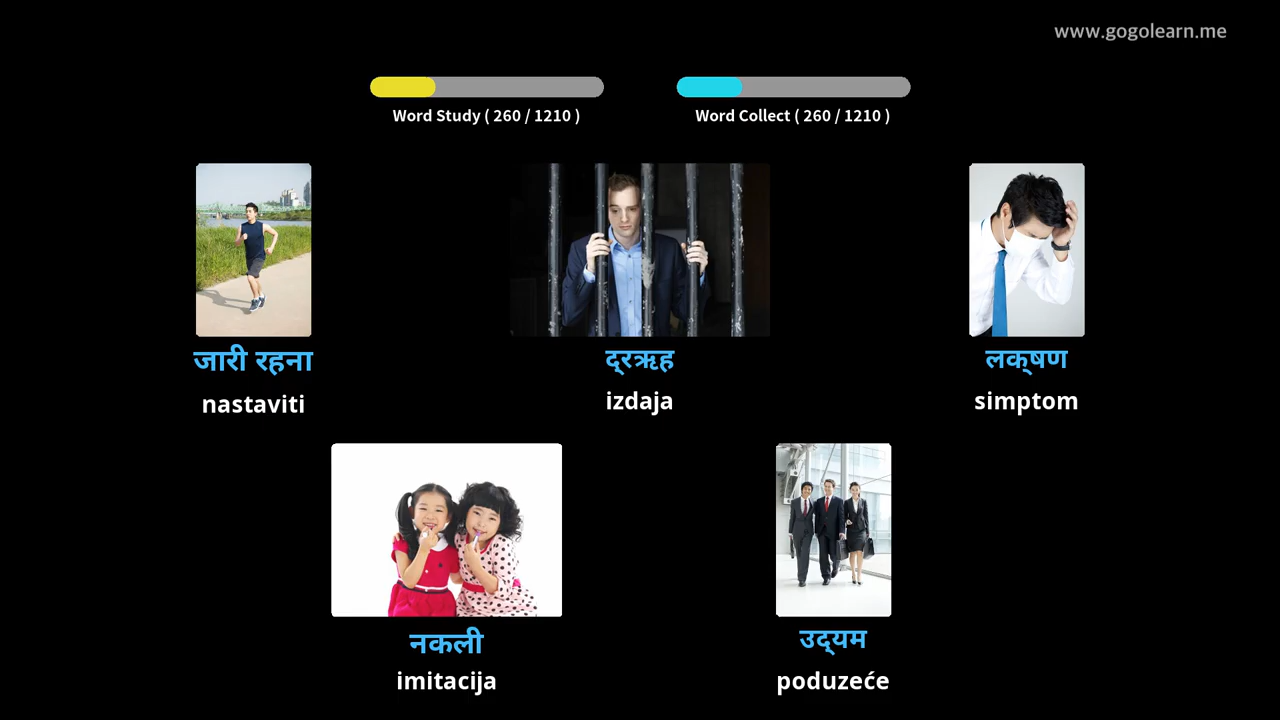 www.gogolearn.me
Word Study ( 260 / 1210 )
Word Collect ( 260 / 1210 )
जारी रहना
द्रऋह
लक्षण
nastaviti
izdaja
simptom
नकली
उद्यम
imitacija
poduzeće